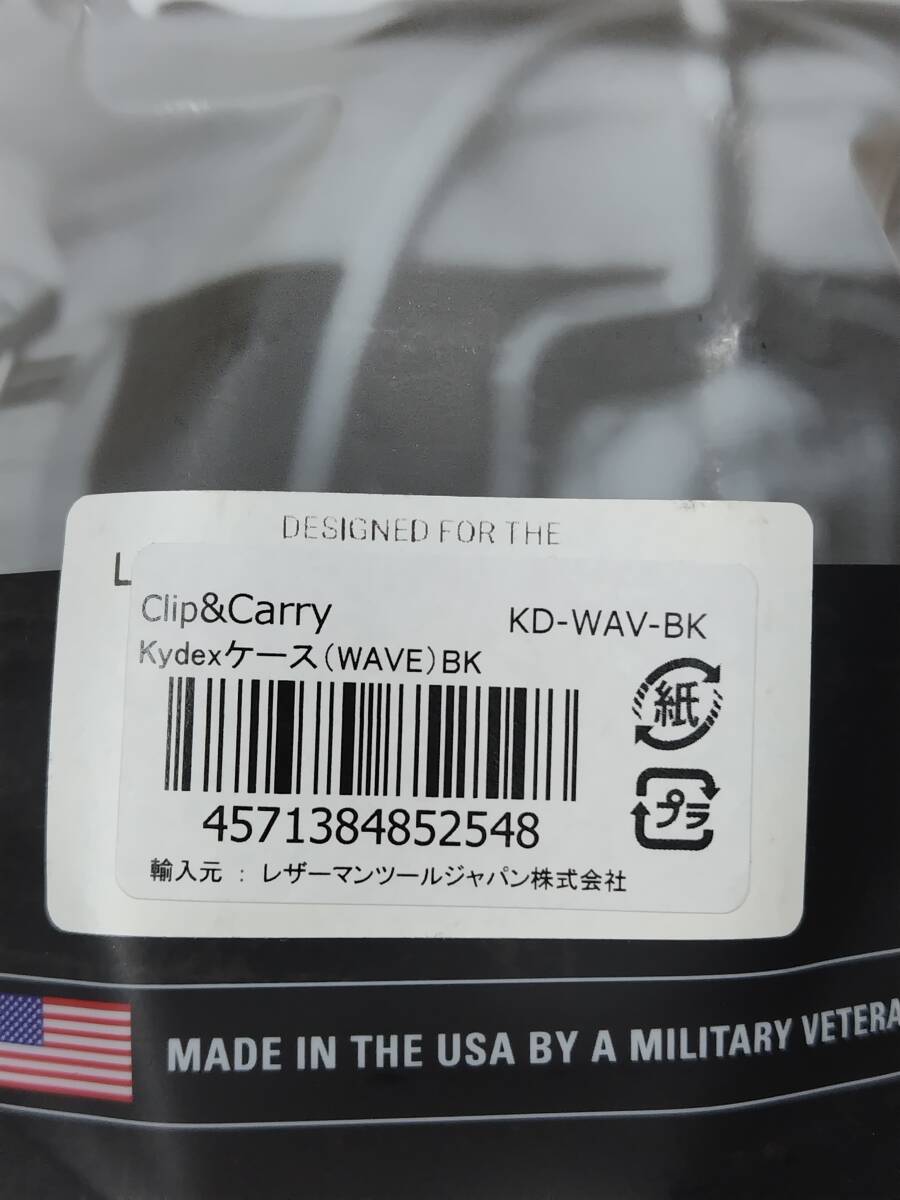 DESIGNED FOR THE
L
Clip&Carry
KD-WAV-BK
Kydexケース(WAVE)BK
紙
プラ
4571384852548
輸入元 : レザーマンツールジャパン株式会社
MADE IN THE USA BY A MILITARY VETERA